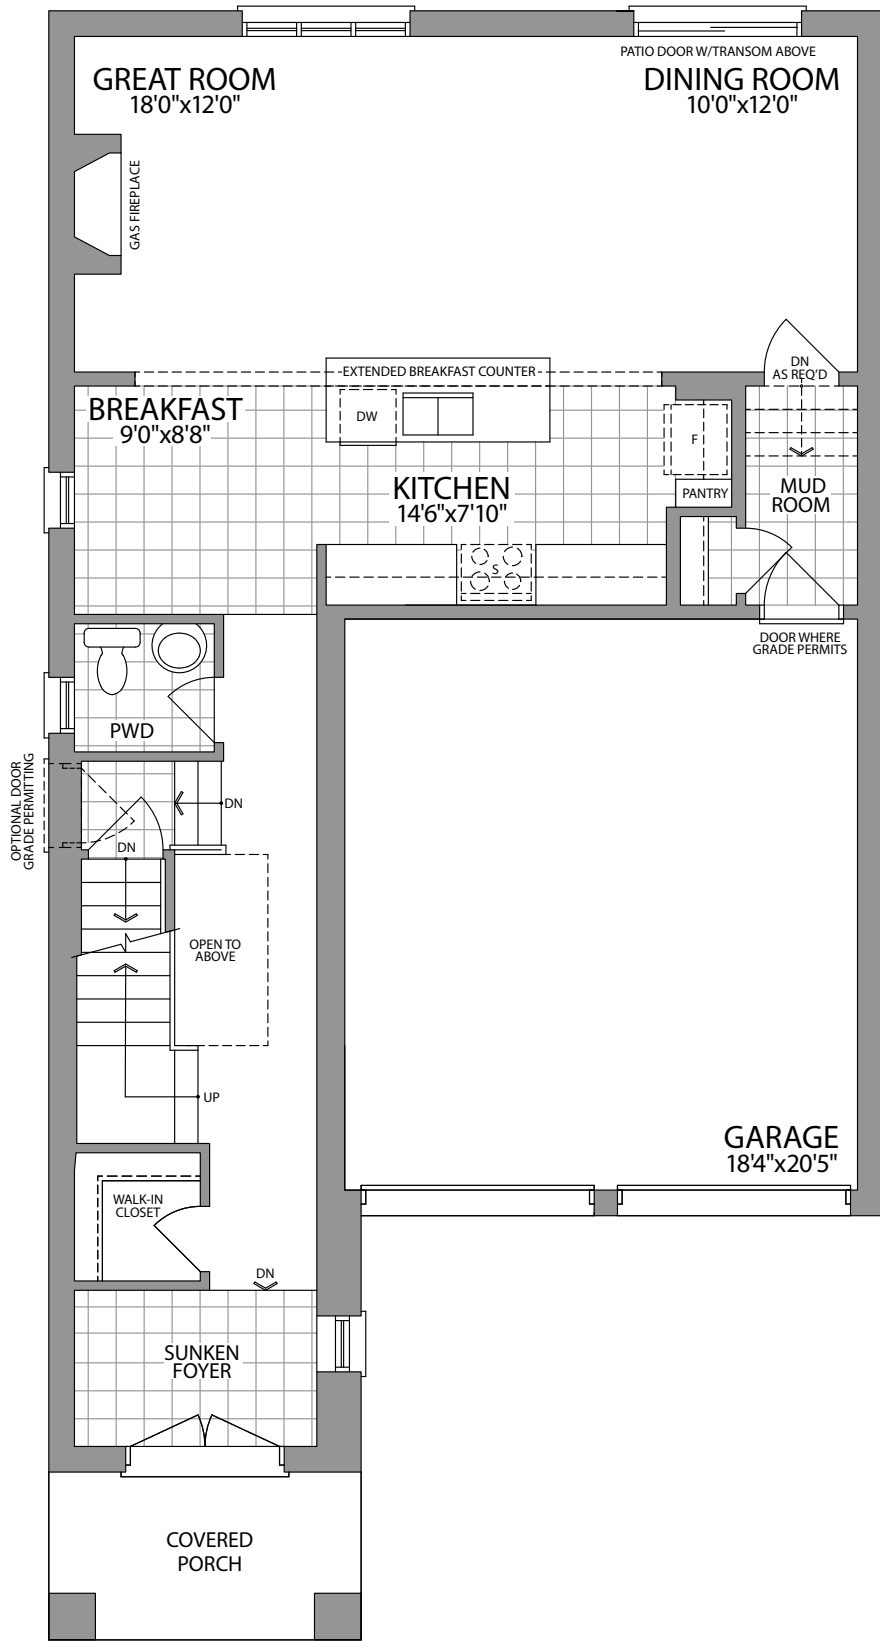 PATIO DOOR W/TRANSOM ABOVE
GREAT ROOM
18'0"x12'0"
DINING ROOM
10'0"x12'0"
GAS FIREPLACE
EXTENDED BREAKFAST COUNTER
DN
AS REQ'D
BREAKFAST
9'0"x8'8"
DW
F
KITCHEN
14'6"x7'10"
PANTRY
MUD
ROOM
S
DOOR WHERE
GRADE PERMITS
PWD
OPTIONAL DOOR
GRADE PERMITTING
DN
DN
OPEN TO
ABOVE
UP
GARAGE
18'4"x20'5"
WALK-IN
CLOSET
DN
SUNKEN
FOYER
COVERED
PORCH